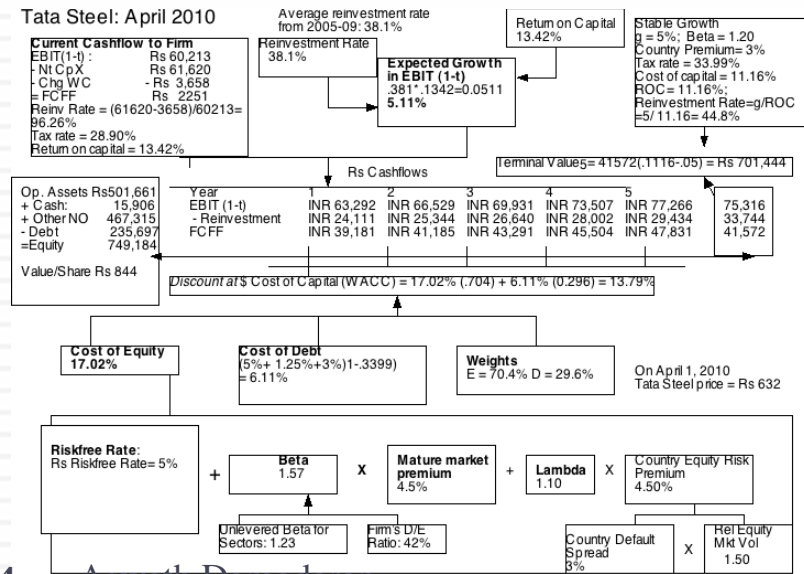 Tata Steel: April 2010
Average reinvestment rate
from 2005-09: 38.1%
Current Cashflow to Firm
EBIT(1-t) : Rs 60,213
- Nt CpX Rs 61,620
- Chg WC - Rs 3,658
= FCFF Rs 2251
Reinv Rate = (61620-3658)/60213=
96.26%
Tax rate = 28.90%
Return on capital = 13.42%
Reinvestment Rate
38.1%
Expected Growth
in EBIT (1-t)
.381*.1342=0.0511
5.11%
Return on Capital
13.42%
Stable Growth
g = 5%; Beta = 1.20
Country Premium= 3%
Tax rate = 33.99%
Cost of capital = 11.16%
ROC= 11.16%;
Reinvestment Rate=g/ROC
=5/ 11.16= 44.8%
Rs Cashflows
Terminal Value5= 41572(.1116-.05) = Rs 701,444
Op. Assets Rs501,661
+ Cash: 15,906
+ Other NO 467,315
- Debt 235,697
=Equity 749,184
Value/Share Rs 844
Year 1 2 3 4 5
EBIT (1-t) INR 63,292 INR 66,529 INR 69,931 INR 73,507 INR 77,266 75,316
- Reinvestment INR 24,111 INR 25,344 INR 26,640 INR 28,002 INR 29,434 33,744
FCFF INR 39,181 INR 41,185 INR 43,291 INR 45,504 INR 47,831 41,572
Discount at $ Cost of Capital (WACC) = 17.02% (.704) + 6.11% (0.296) = 13.79%
Cost of Equity
17.02%
Cost of Debt
(5%+ 1.25%+3%)1-.3399)
= 6.11%
Weights
E = 70.4% D = 29.6%
On April 1, 2010
Tata Steel price = Rs 632
Riskfree Rate:
Rs Riskfree Rate= 5%
+
Beta
1.57
X
Mature market
premium
4.5%
+
Lambda
1.10
X
Country Equity Risk
Premium
4.50%
Unlevered Beta for
Sectors: 1.23
Firm's D/E
Ratio: 42%
Country Default
Spread
3%
X
Rel Equity
Mkt Vol
1.50